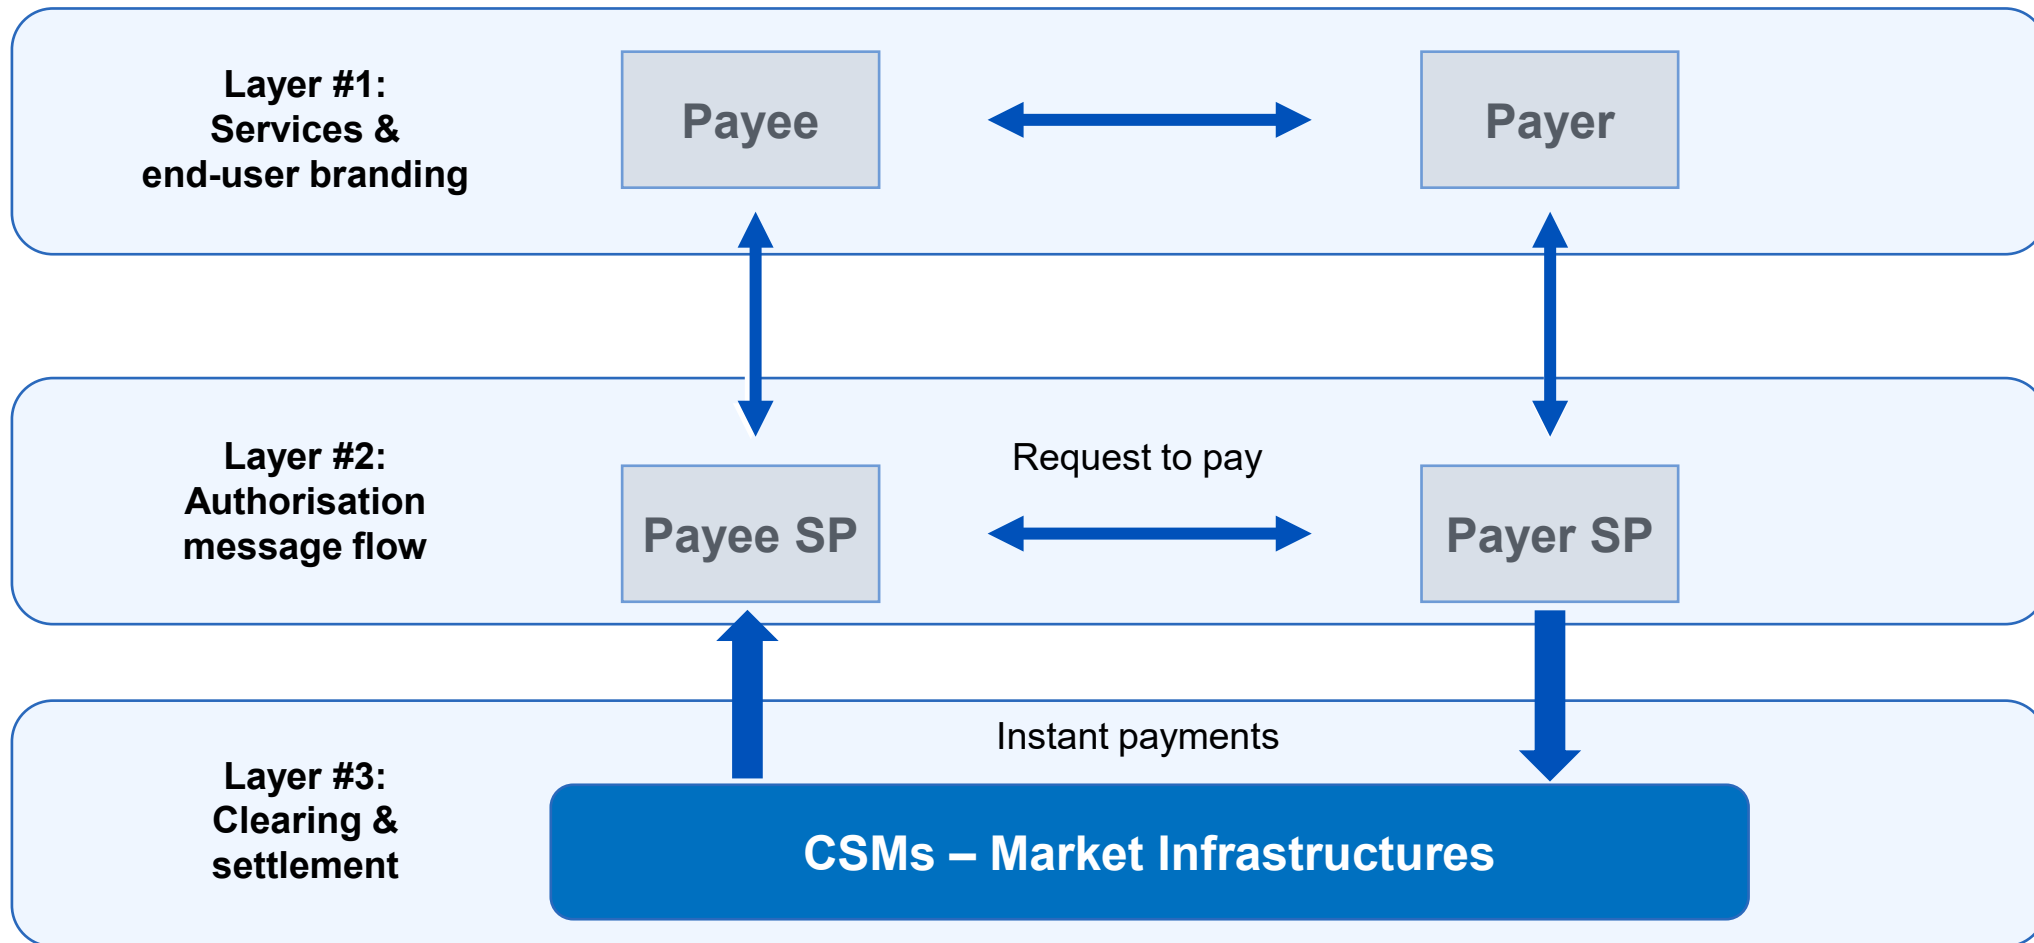 Layer #1:
Services &
end-user branding
Payee
Payer
Layer #2:
Authorisation
message flow
Request to pay
Payee SP
Payer SP
Layer #3:
Clearing &
settlement
Instant payments
CSMs – Market Infrastructures